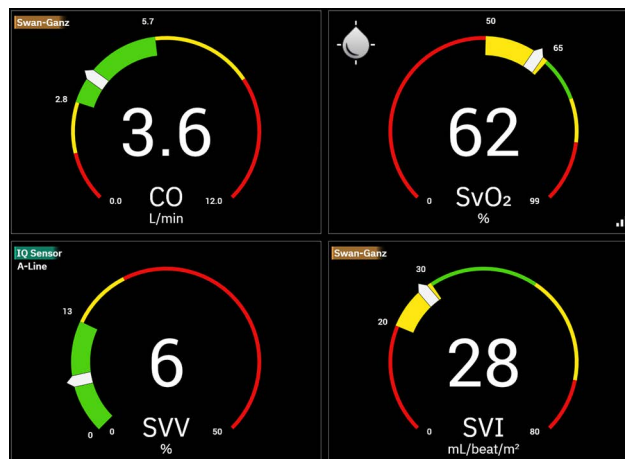 Swan-Ganz
5.7
2.8
3.6
0.0
CO
12.0
L/min
50
65
62
0
SvO₂
99
%
IQ Sensor
A-Line
13
6
0
0
SVV
50
%
Swan-Ganz
30
20
28
0
SVI
80
mL/beat/m²